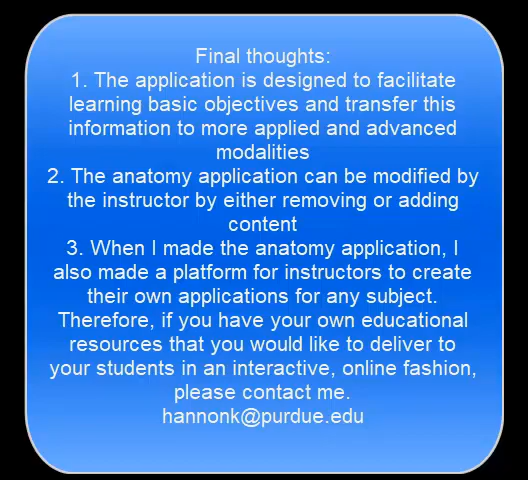 Final thoughts:
1. The application is designed to facilitate
learning basic objectives and transfer this
information to more applied and advanced
modalities
2. The anatomy application can be modified by
the instructor by either removing or adding
content
3. When I made the anatomy application, I
also made a platform for instructors to create
their own applications for any subject.
Therefore, if you have your own educational
resources that you would like to deliver to
your students in an interactive, online fashion,
please contact me.
hannonk@purdue.edu